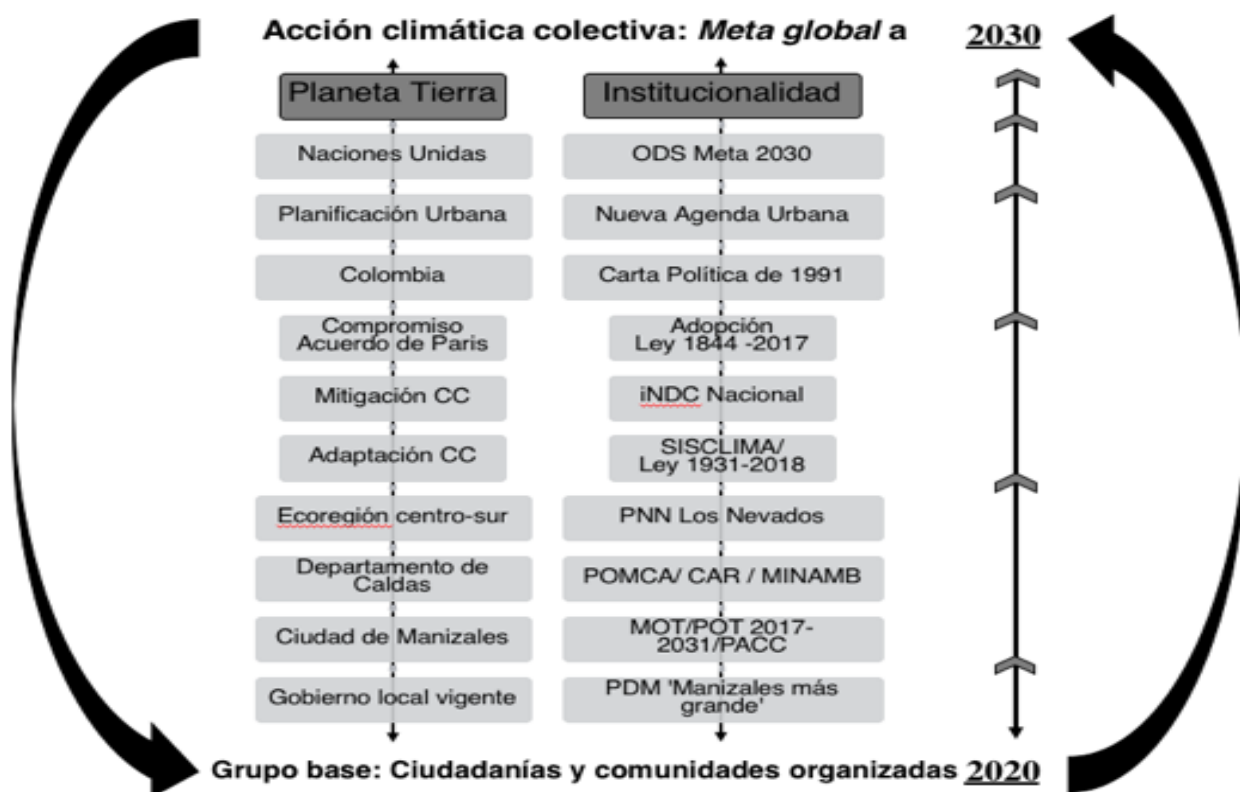 Acción climática colectiva: Meta global a 2030
Planeta Tierra
Institucionalidad
Naciones Unidas
ODS Meta 2030
Planificación Urbana
Nueva Agenda Urbana
Colombia
Carta Política de 1991
Compromiso
Acuerdo de Paris
Adopción
Ley 1844 -2017
Mitigación CC
iNDC Nacional
Adaptación CC
SISCLIMA/
Ley 1931-2018
Ecoregión centro-sur
PNN Los Nevados
Departamento de
Caldas
POMCA/ CAR / MINAMB
Ciudad de Manizales
MOT/POT 2017-
2031/PACC
Gobierno local vigente
PDM 'Manizales más
grande'
Grupo base: Ciudadanías y comunidades organizadas 2020